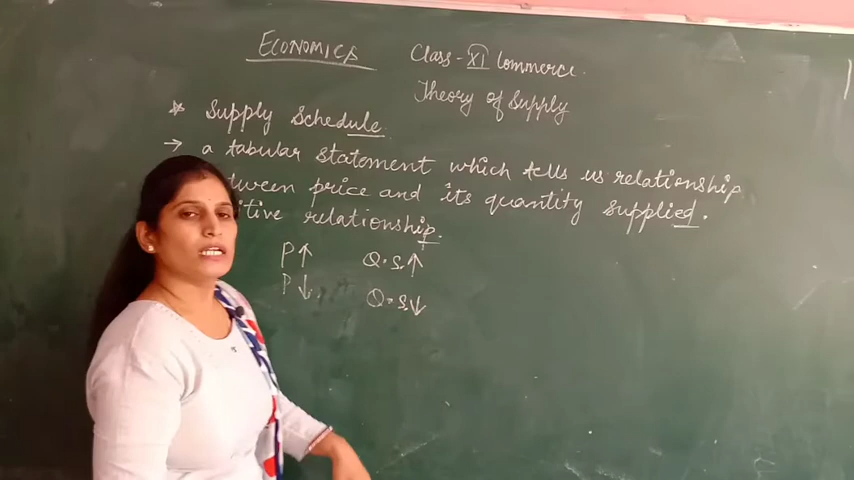 Economics
Class - XI Commerce.
Theory of Supply
* Supply Schedule.
→ a tabular statement which tells us relationship
tween price and its quantity supplied.
itive relationship.
P↑ Q.S.↑
P↓. Q.S.↓